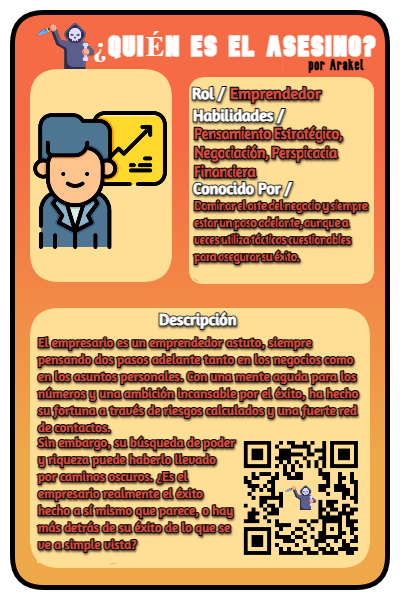 ¿QUIÉN ES EL ASESINO?
por Arakel
Rol / Emprendedor
Habilidades /
Pensamiento Estratégico,
Negociación, Perspicacia
Financiera
Conocido Por /
Dominar el arte del negocio y siempre
estar un paso adelante, aunque a
veces utiliza tácticas cuestionables
para asegurar su éxito.
Descripción
El empresario es un emprendedor astuto, siempre
pensando dos pasos adelante tanto en los negocios como
en los asuntos personales. Con una mente aguda para los
números y una ambición incansable por el éxito, ha hecho
su fortuna a través de riesgos calculados y una fuerte red
de contactos.
Sin embargo, su búsqueda de poder
y riqueza puede haberlo llevado
por caminos oscuros. ¿Es el
empresario realmente el éxito
hecho a sí mismo que parece, o hay
más detrás de su éxito de lo que se
ve a simple vista?